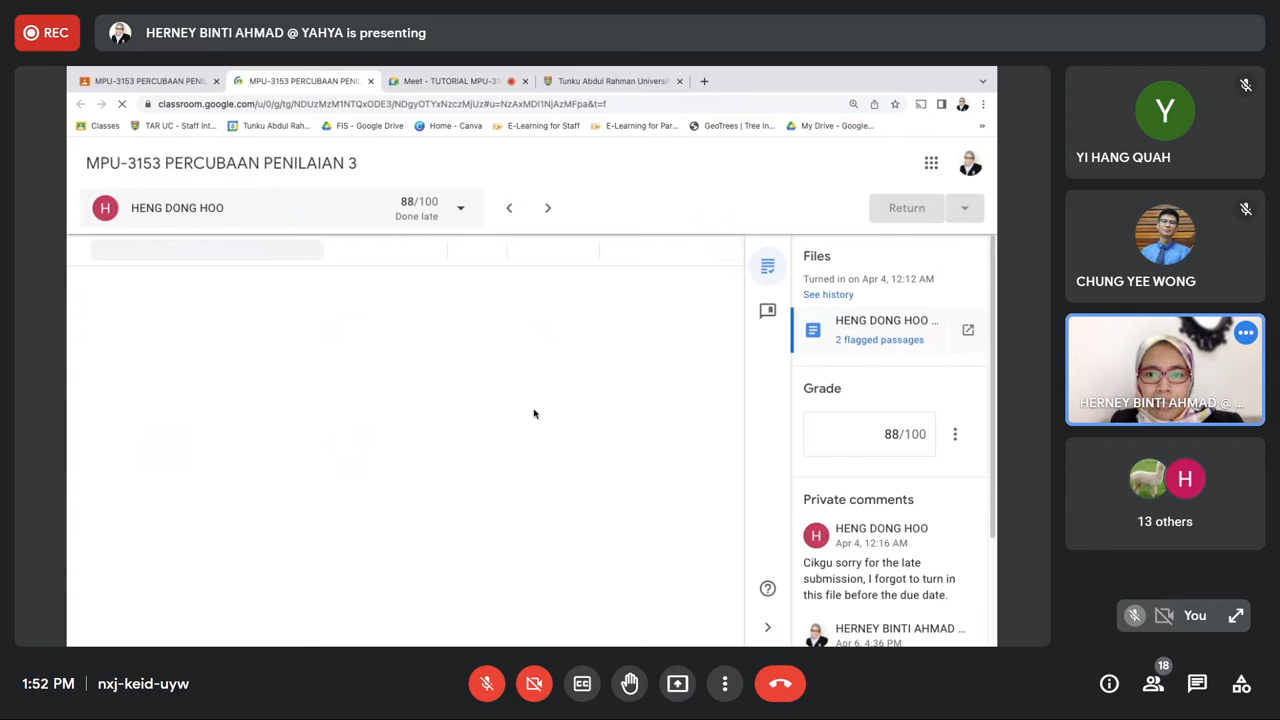 REC
HERNEY BINTI AHMAD @ YAHYA is presenting
MPU-3153 PERCUBAAN PENIL
MPU-3153 PERCUBAAN PENIL
Meet - TUTORIAL MPU-31
Tunku Abdul Rahman Universi
classroom.google.com/u/0/g/tg/NDUzMzM1NTQxODE3/NDgyOTYxNzczMjUz#u=NzAxMDI1NjAzMFpa&t=f
Classes
TAR UC - Staff Int...
Tunku Abdul Rah...
FIS - Google Drive
Home - Canva
E-Learning for Staff
E-Learning for Par...
GeoTrees | Tree In...
My Drive - Google...
MPU-3153 PERCUBAAN PENILAIAN 3
H
HENG DONG HOO
88/100
Done late
Return
Files
Turned in on Apr 4, 12:12 AM
See history
HENG DONG HOO ...
2 flagged passages
Grade
88/100
Private comments
H
HENG DONG HOO
Apr 4, 12:16 AM
Cikgu sorry for the late
submission, I forgot to turn in
this file before the due date.
HERNEY BINTI AHMAD ...
Apr 6, 4:36 PM
Y
YI HANG QUAH
CHUNG YEE WONG
HERNEY BINTI AHMAD @ ...
H
13 others
You
1:52 PM | nxj-keid-uyw
18